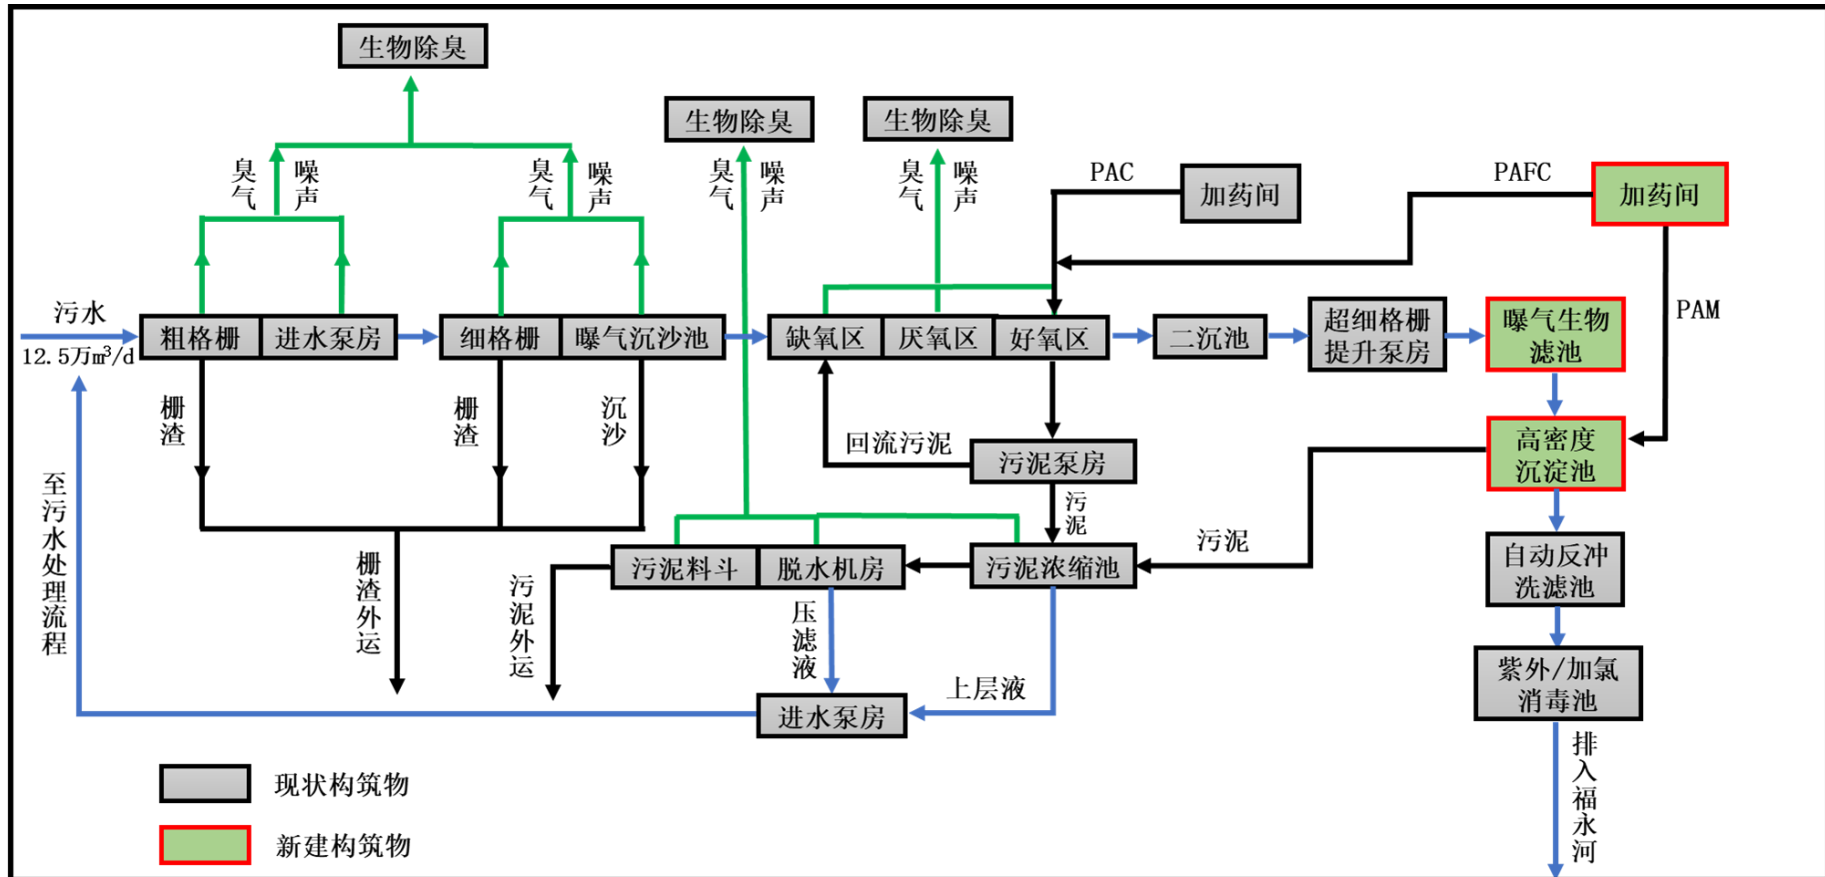 生物除臭
生物除臭
生物除臭
臭气
噪声
臭气
噪声
臭气
噪声
臭气
噪声
PAC
加药间
PAFC
加药间
污水
12.5万m³/d
粗格栅
进水泵房
细格栅
曝气沉沙池
缺氧区
厌氧区
好氧区
二沉池
超细格栅
提升泵房
曝气生物
滤池
PAM
栅渣
栅渣
沉沙
回流污泥
污泥泵房
高密度
沉淀池
至污水处理流程
污泥
污泥
栅渣外运
污泥外运
污泥料斗
脱水机房
污泥浓缩池
自动反冲
洗滤池
压滤液
上层液
进水泵房
紫外/加氯
消毒池
排入福永河
现状构筑物
新建构筑物